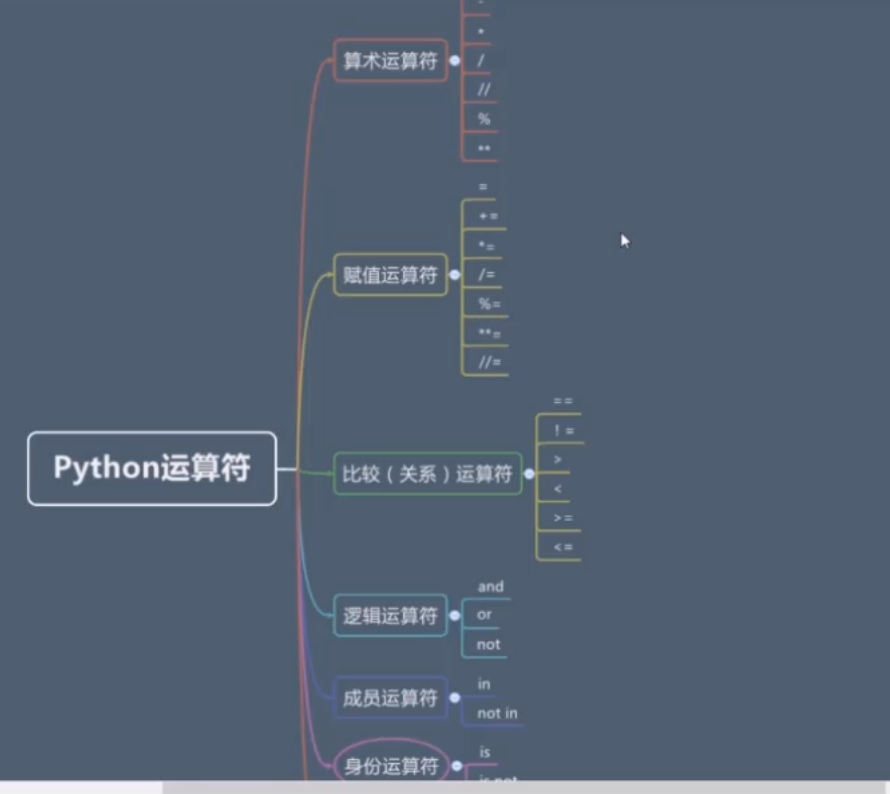 Python运算符
算术运算符
-
*
/
//
%
**
赋值运算符
=
+=
*=
/=
%=
**=
//=
比较（关系）运算符
==
! =
>
<
>=
<=
逻辑运算符
and
or
not
成员运算符
in
not in
身份运算符
is
is not